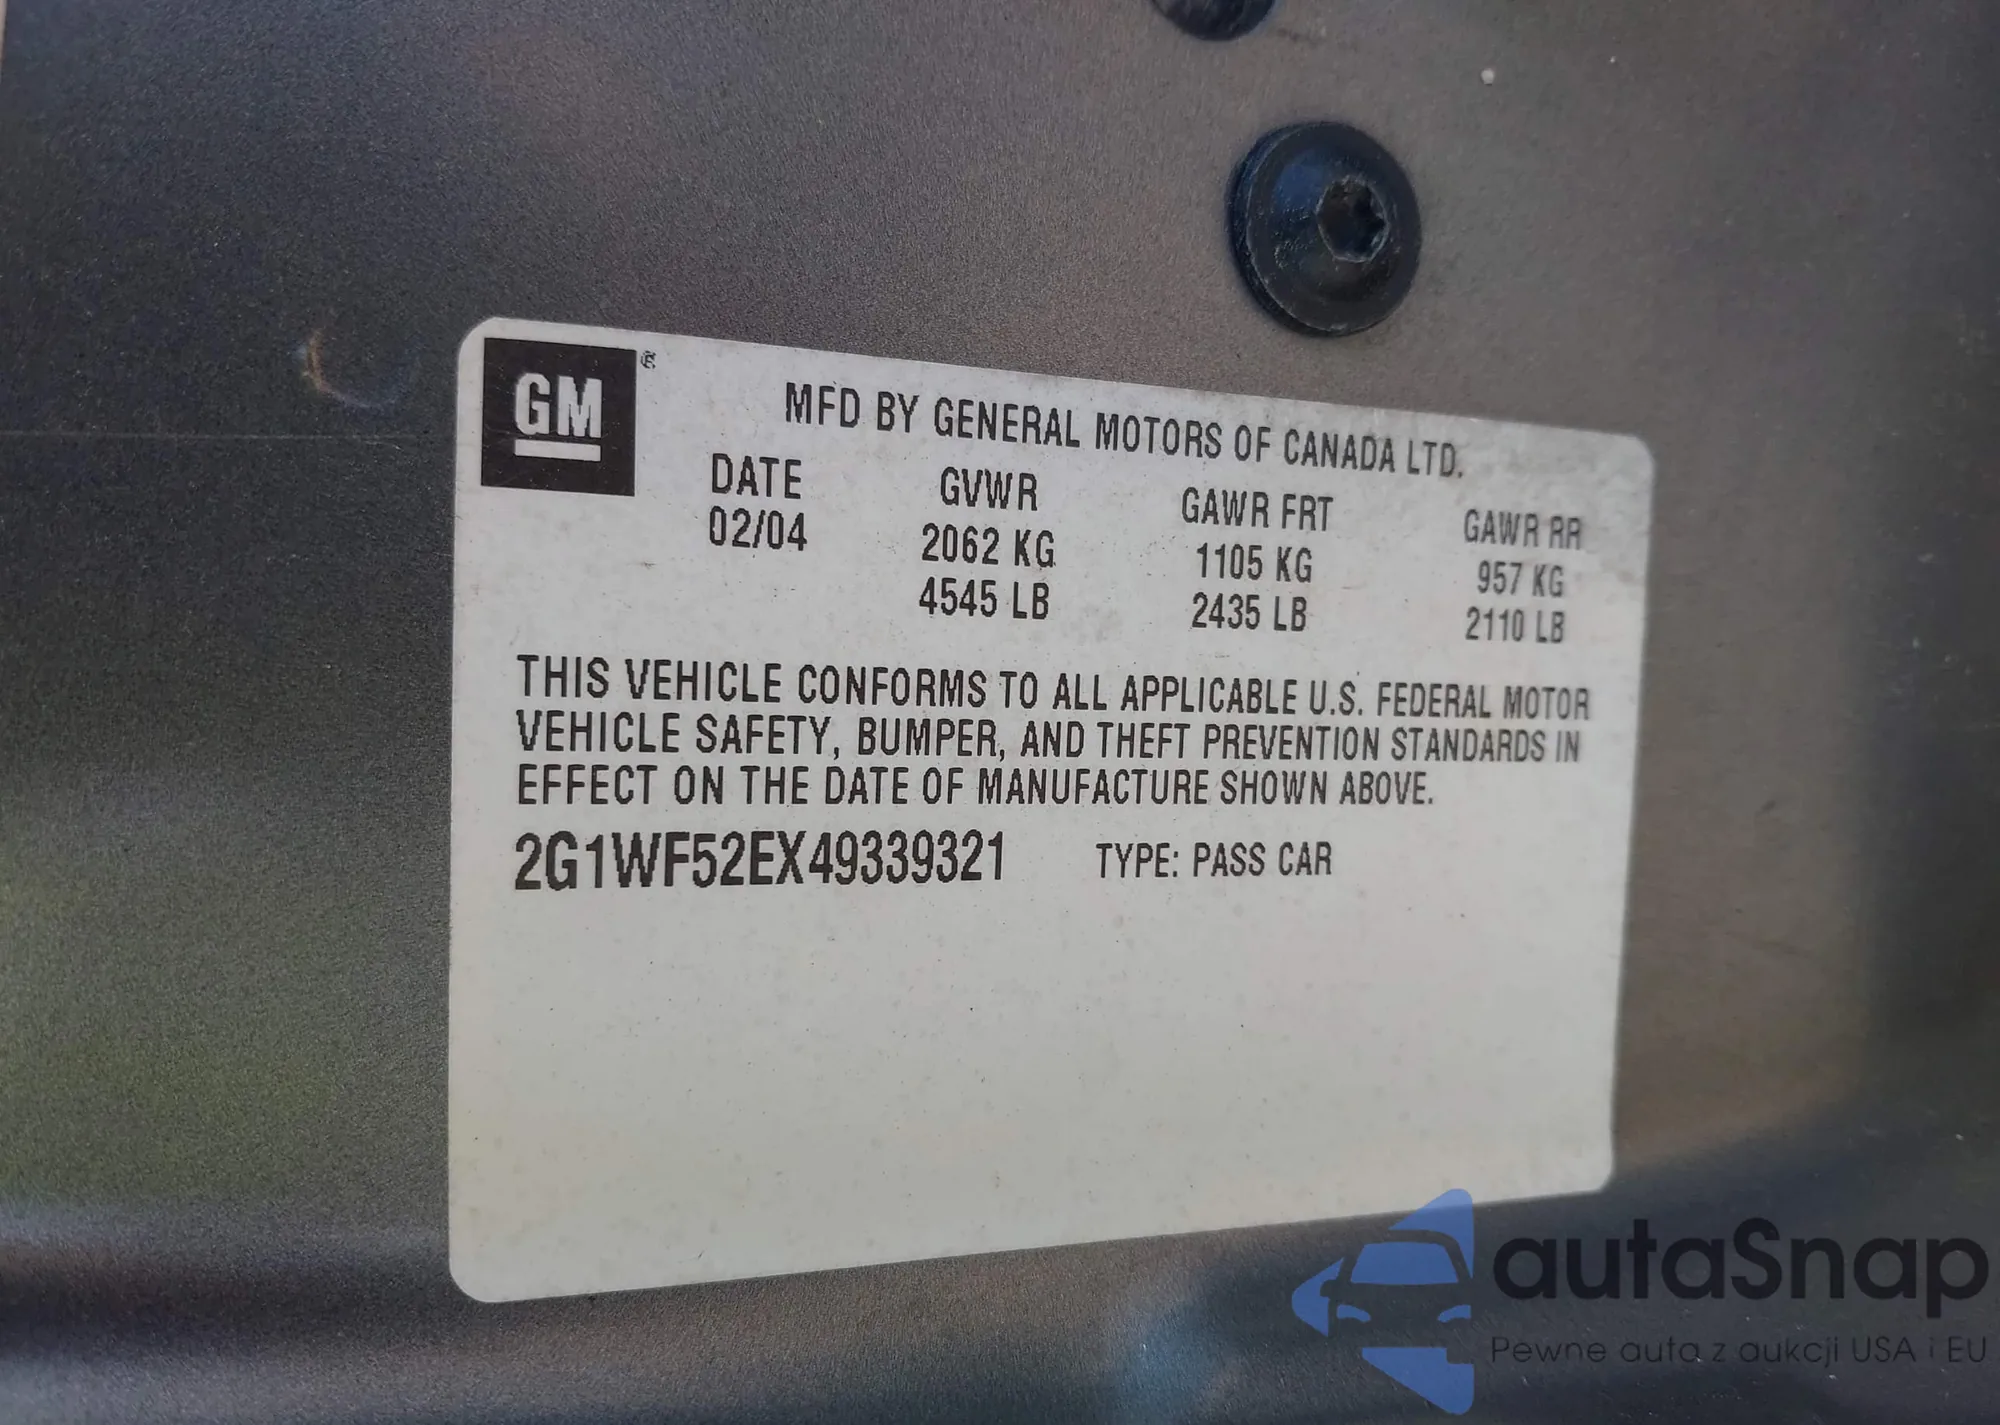 GM ®
MFD BY GENERAL MOTORS OF CANADA LTD.
DATE GVWR GAWR FRT GAWR RR
02/04 2062 KG 1105 KG 957 KG
4545 LB 2435 LB 2110 LB
THIS VEHICLE CONFORMS TO ALL APPLICABLE U.S. FEDERAL MOTOR
VEHICLE SAFETY, BUMPER, AND THEFT PREVENTION STANDARDS IN
EFFECT ON THE DATE OF MANUFACTURE SHOWN ABOVE.
2G1WF52EX49339321 TYPE: PASS CAR
autaSnap
Pewne auta z aukcji USA i EU